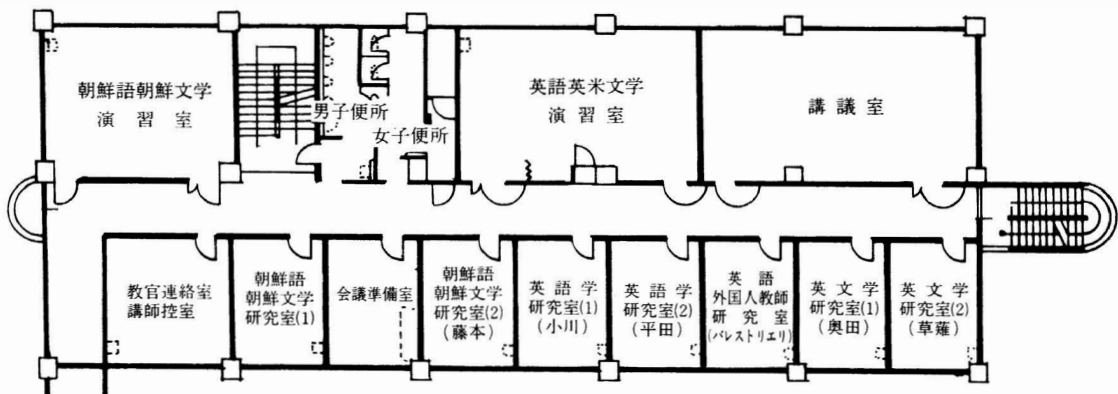 朝鮮語朝鮮文学
演習室
男子便所
女子便所
英語英米文学
演習室
講議室
教官連絡室
講師控室
朝鮮語
朝鮮文学
研究室(1)
会議準備室
朝鮮語
朝鮮文学
研究室(2)
(藤本)
英語学
研究室(1)
(小川)
英語学
研究室(2)
(平田)
英語
外国人教師
研究室
(バレストリエリ)
英文学
研究室(1)
(奥田)
英文学
研究室(2)
(草薙)